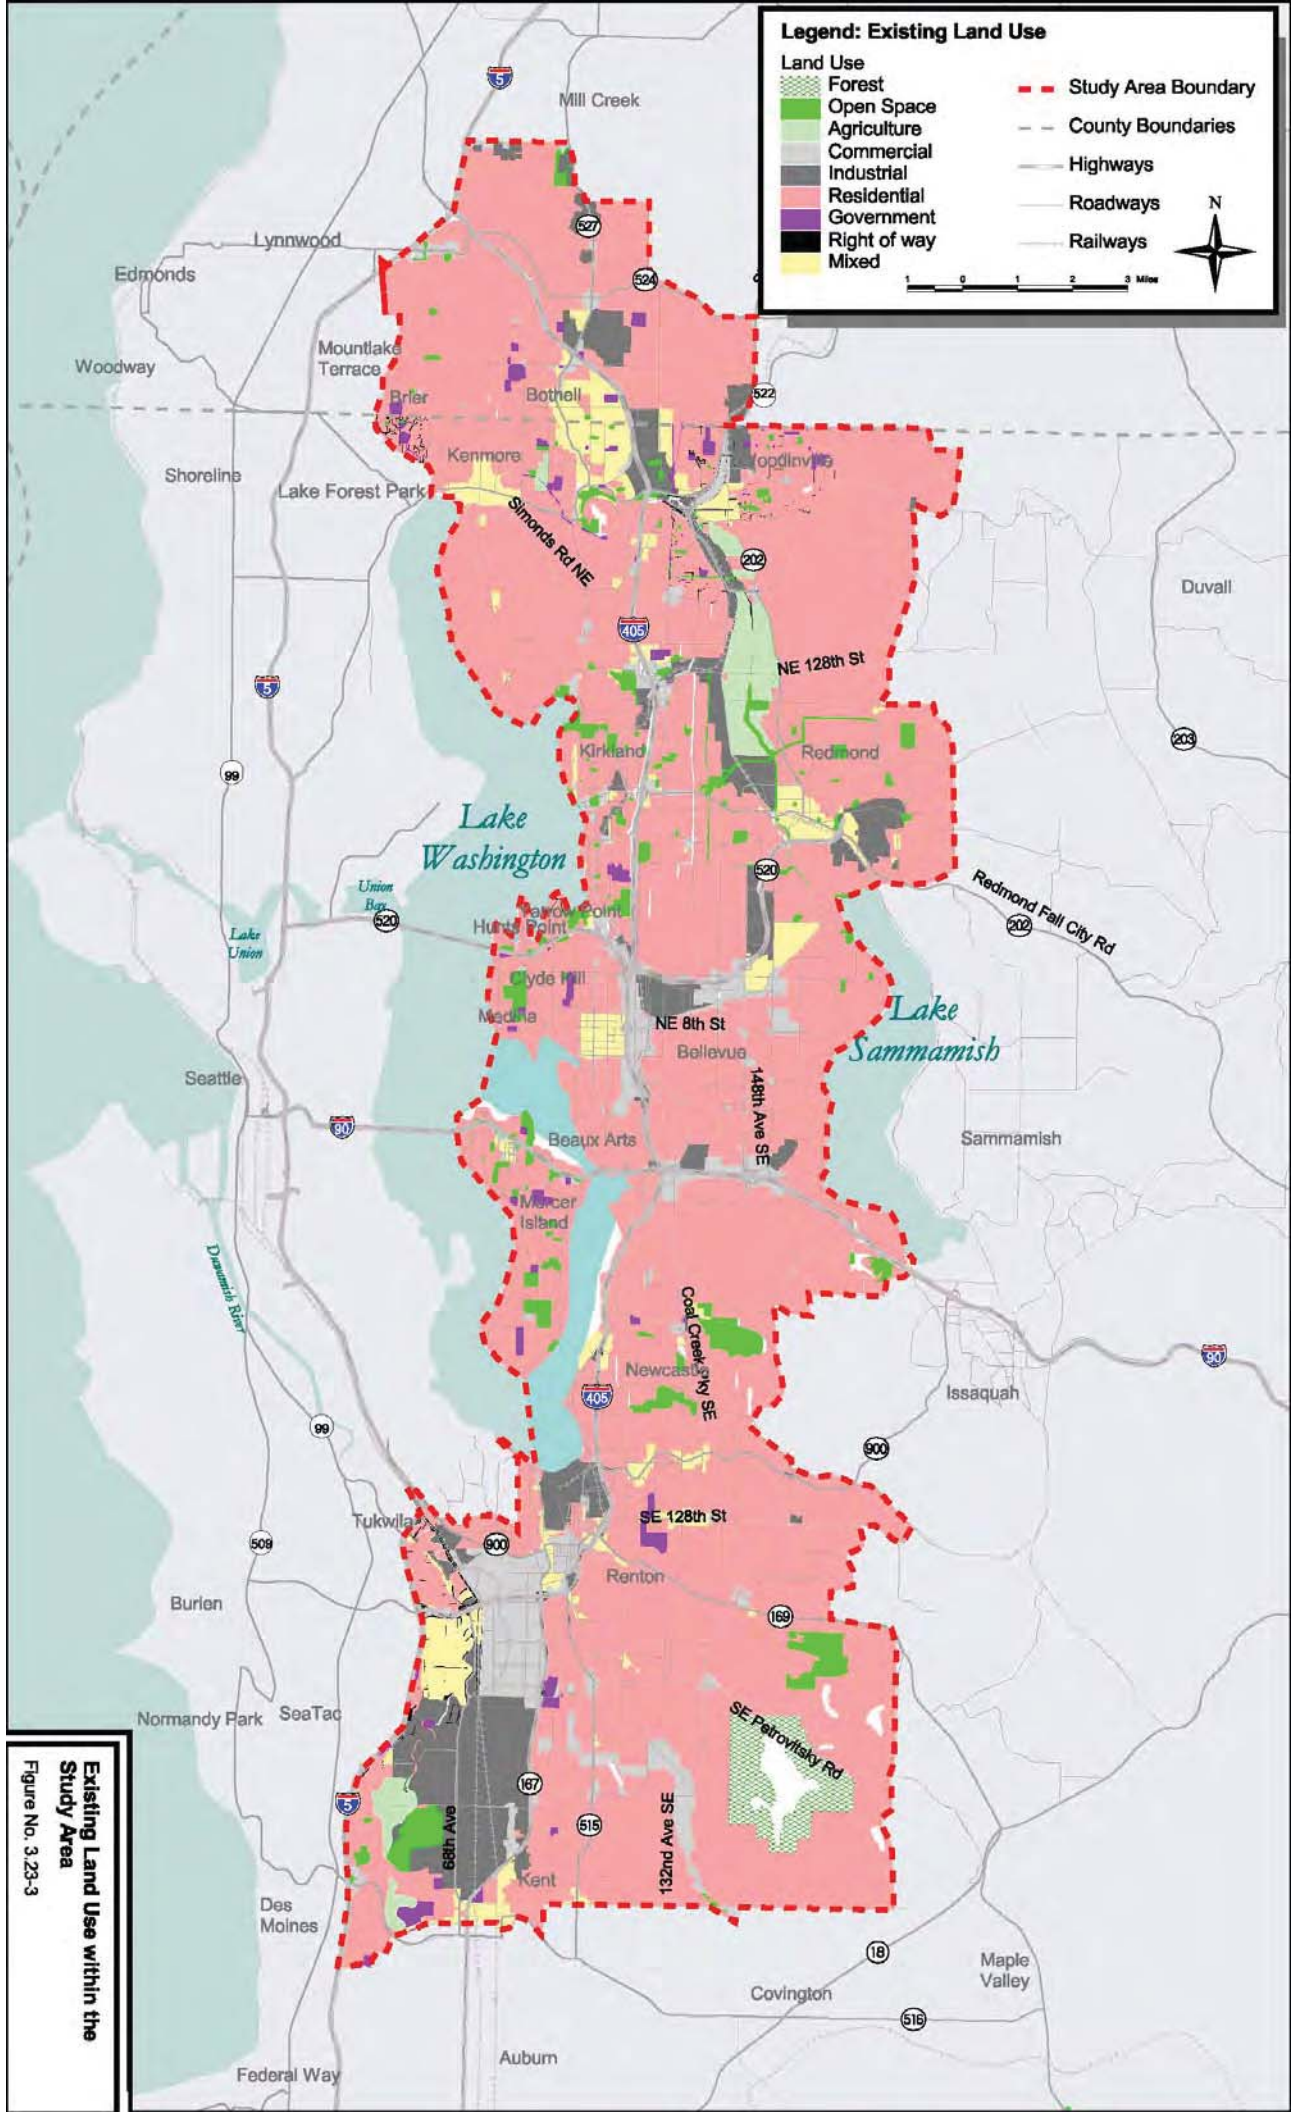 Legend: Existing Land Use
Land Use
Forest
Open Space
Agriculture
Commercial
Industrial
Residential
Government
Right of way
Mixed
Study Area Boundary
County Boundaries
Highways
Roadways
Railways
N
1 0 1 2 3 Miles
5
Mill Creek
527
Lynnwood
Edmonds
524
Mountlake
Terrace
Woodway
Brier
Bothell
522
Kenmore
Woodinville
Shoreline
Lake Forest Park
Simonds Rd NE
202
Duvall
405
NE 128th St
5
Kirkland
Redmond
203
99
Lake
Washington
520
Union
Bay
520
Redmond Fall City Rd
202
Yarrow Point
Hunts Point
Lake
Union
Clyde Hill
Medina
NE 8th St
Lake
Sammamish
Bellevue
Seattle
148th Ave SE
90
Beaux Arts
Sammamish
Mercer
Island
Duwamish River
Coal Creek Pky SE
Newcastle
90
405
Issaquah
99
900
SE 128th St
Tukwila
900
509
Renton
Burien
169
SeaTac
Normandy Park
SE Petrovitsky Rd
167
5
515
68th Ave
132nd Ave SE
Kent
Des
Moines
18
Maple
Valley
Covington
516
Auburn
Federal Way
Existing Land Use within the
Study Area
Figure No. 3.23-3